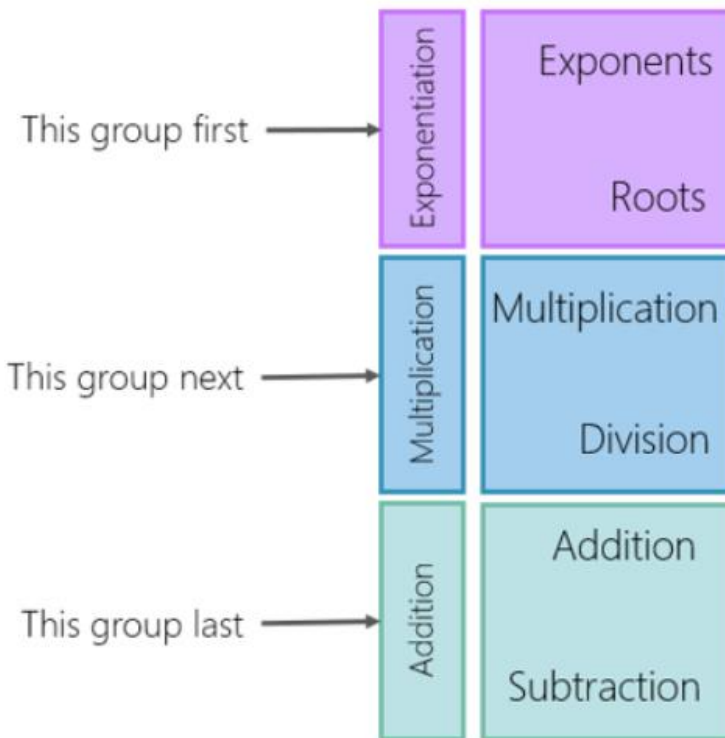 This group first
Exponentiation
Exponents
Roots
This group next
Multiplication
Multiplication
Division
This group last
Addition
Addition
Subtraction